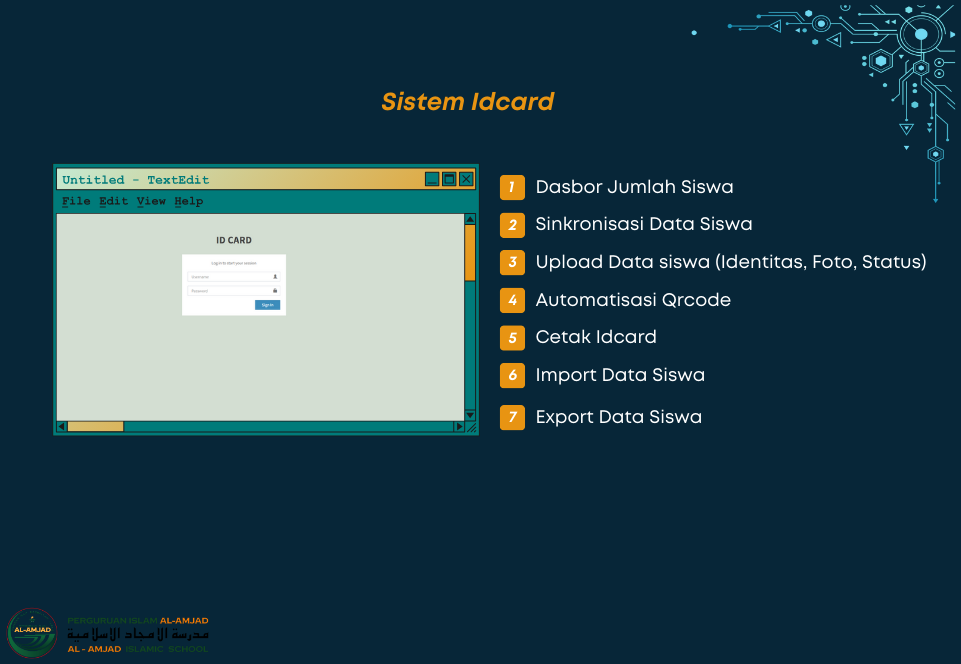 Sistem Idcard
Untitled - TextEdit
File Edit View Help
ID CARD
Log in to start your session
Username
Password
Sign In
1 Dasbor Jumlah Siswa
2 Sinkronisasi Data Siswa
3 Upload Data siswa (Identitas, Foto, Status)
4 Automatisasi Qrcode
5 Cetak Idcard
6 Import Data Siswa
7 Export Data Siswa
AL-AMJAD
PERGURUAN ISLAM AL-AMJAD
مدرسة الامجاد الاسلامية
AL - AMJAD ISLAMIC SCHOOL